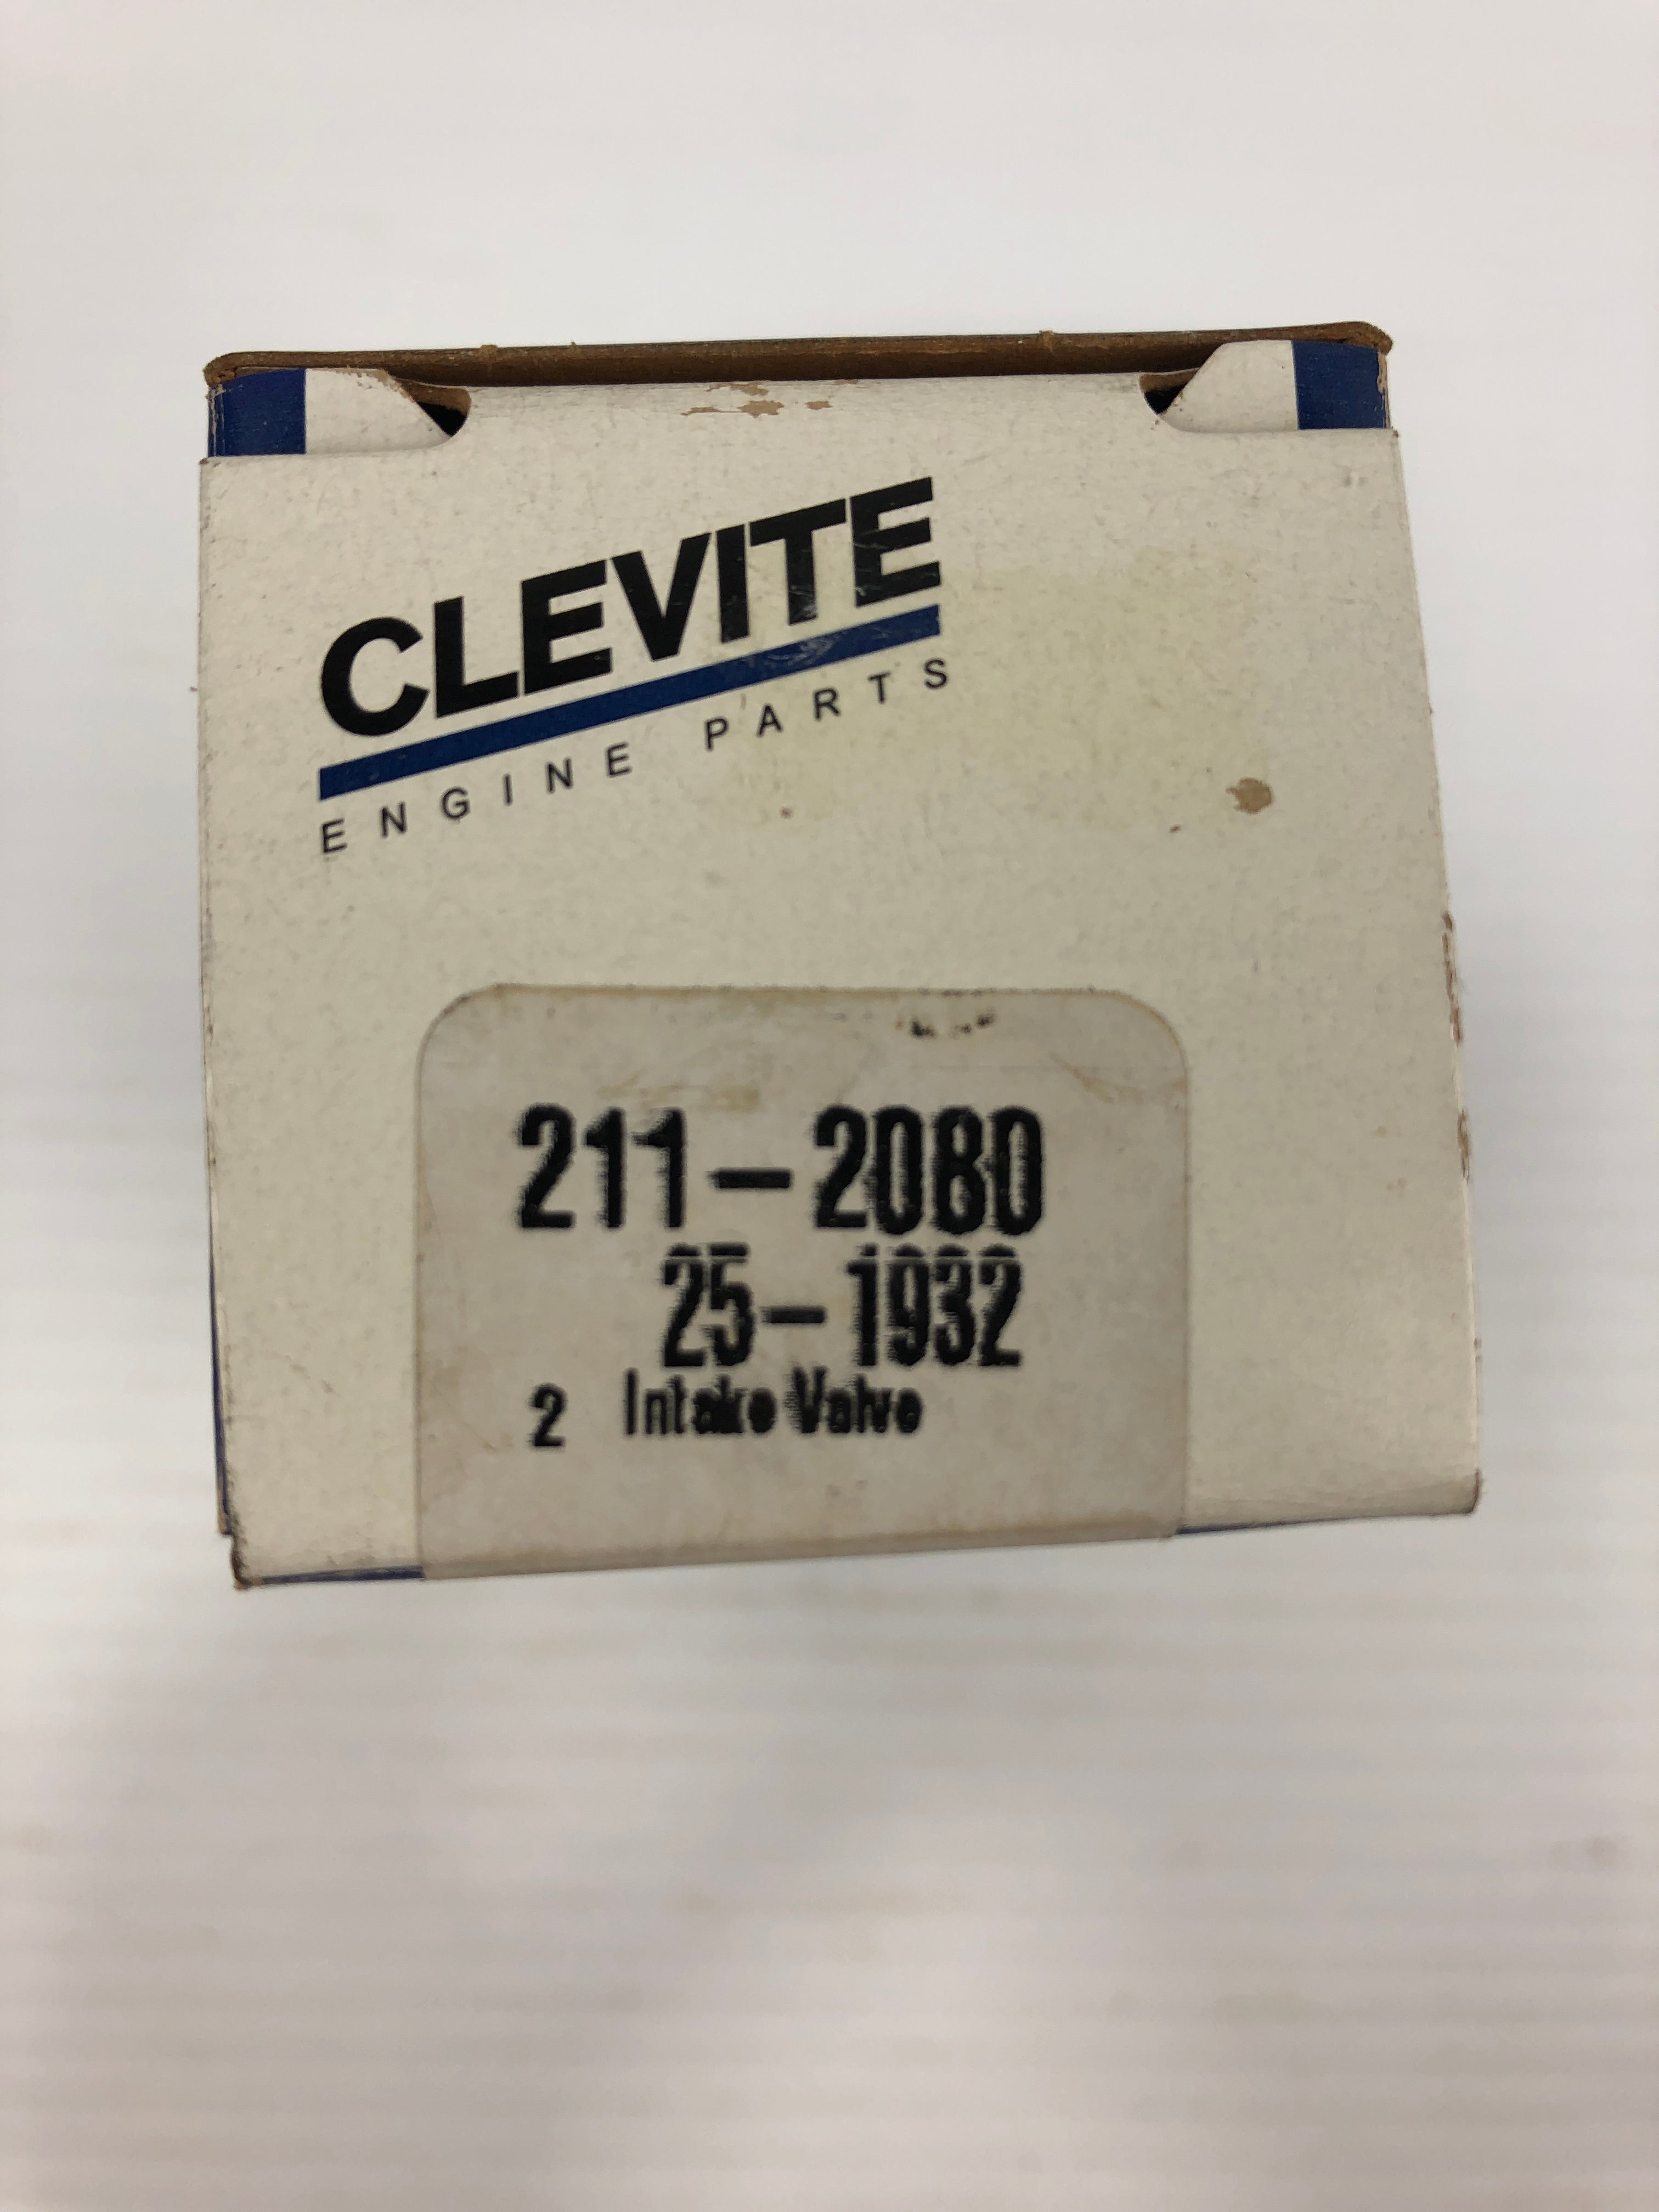 CLEVITE
ENGINE PARTS
211-2080
25-1932
2 Intake Valve